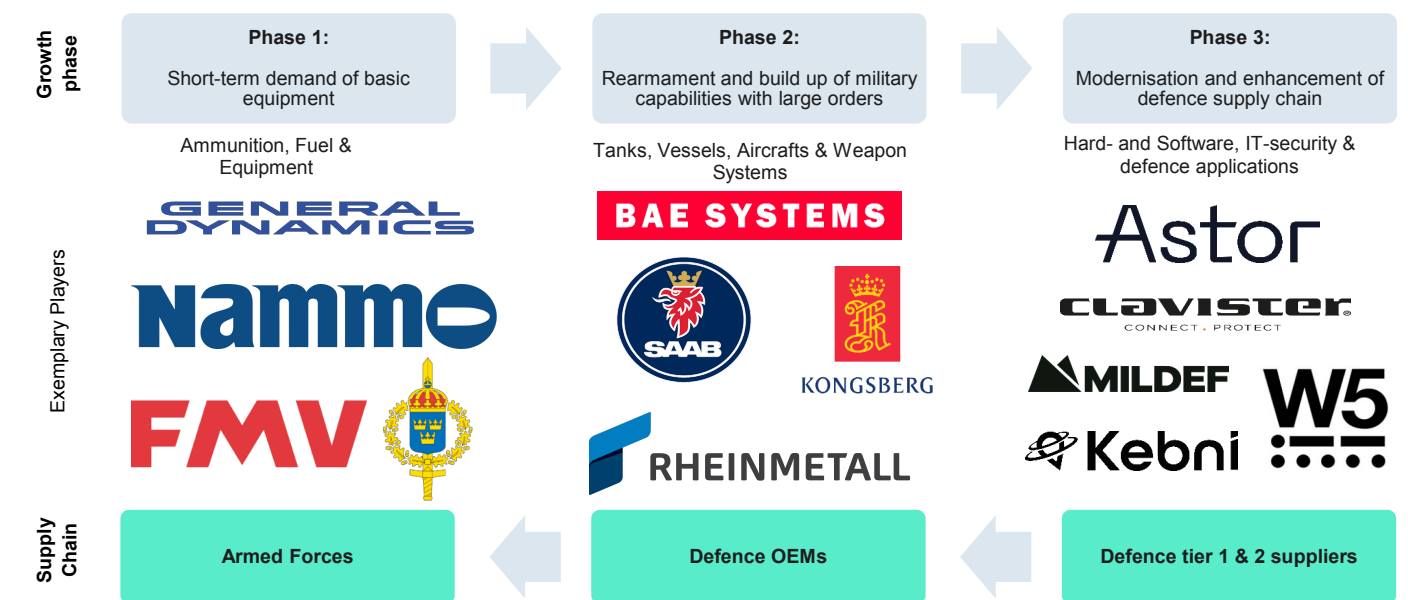 Growth
phase
Phase 1:
Short-term demand of basic
equipment
Phase 2:
Rearmament and build up of military
capabilities with large orders
Phase 3:
Modernisation and enhancement of
defence supply chain
Exemplary Players
Ammunition, Fuel &
Equipment
GENERAL
DYNAMICS
Nammo
FMV
Tanks, Vessels, Aircrafts & Weapon
Systems
BAE SYSTEMS
SAAB
KONGSBERG
RHEINMETALL
Hard- and Software, IT-security &
defence applications
Astor
CLAVISTER®
CONNECT . PROTECT
MILDEF
W5
Kebni
Supply
Chain
Armed Forces
Defence OEMs
Defence tier 1 & 2 suppliers